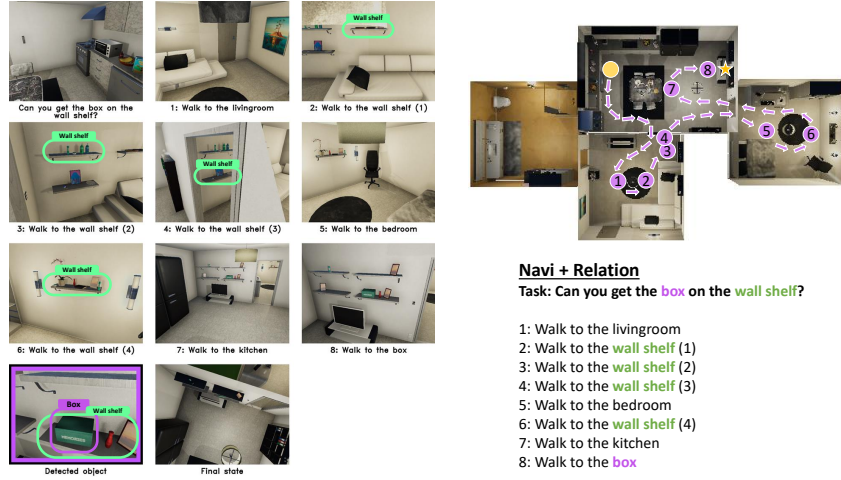 Can you get the box on the
wall shelf?
1: Walk to the livingroom
Wall shelf
2: Walk to the wall shelf (1)
Wall shelf
3: Walk to the wall shelf (2)
Wall shelf
4: Walk to the wall shelf (3)
5: Walk to the bedroom
Wall shelf
6: Walk to the wall shelf (4)
7: Walk to the kitchen
8: Walk to the box
Box
Wall shelf
Detected object
Final state
8
7
4
3
5
6
1
2
Navi + Relation
Task: Can you get the box on the wall shelf?
1: Walk to the livingroom
2: Walk to the wall shelf (1)
3: Walk to the wall shelf (2)
4: Walk to the wall shelf (3)
5: Walk to the bedroom
6: Walk to the wall shelf (4)
7: Walk to the kitchen
8: Walk to the box